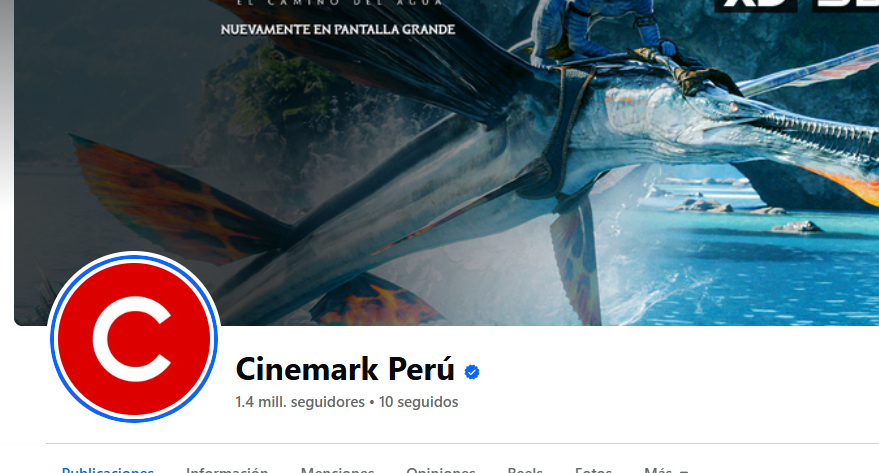 EL CAMINO DEL AGUA
NUEVAMENTE EN PANTALLA GRANDE
XD
C
Cinemark Perú
1.4 mill. seguidores • 10 seguidos
Publicaciones Información Menciones Opiniones Reels Fotos Más